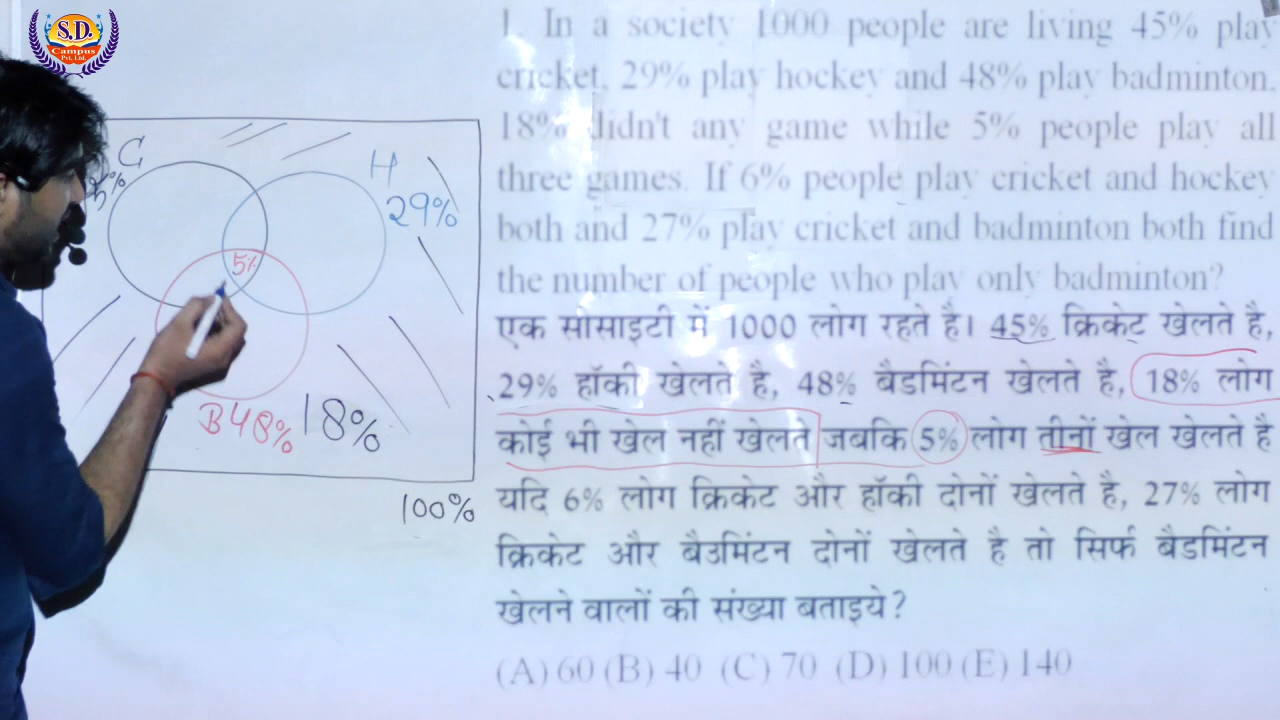 S.D.
Campus
Pvt. Ltd.
1. In a society 1000 people are living 45% play
cricket, 29% play hockey and 48% play badminton.
18% didn't any game while 5% people play all
three games. If 6% people play cricket and hockey
both and 27% play cricket and badminton both find
the number of people who play only badminton?
एक सोसाइटी में 1000 लोग रहते है। 45% क्रिकेट खेलते है,
29% हॉकी खेलते है, 48% बैडमिंटन खेलते है, 18% लोग
कोई भी खेल नहीं खेलते जबकि 5% लोग तीनों खेल खेलते है
यदि 6% लोग क्रिकेट और हॉकी दोनों खेलते है, 27% लोग
क्रिकेट और बैउमिंटन दोनों खेलते है तो सिर्फ बैडमिंटन
खेलने वालों की संख्या बताइये?
(A) 60 (B) 40 (C) 70 (D) 100 (E) 140
C
H
29%
5%
B48%
18%
100%